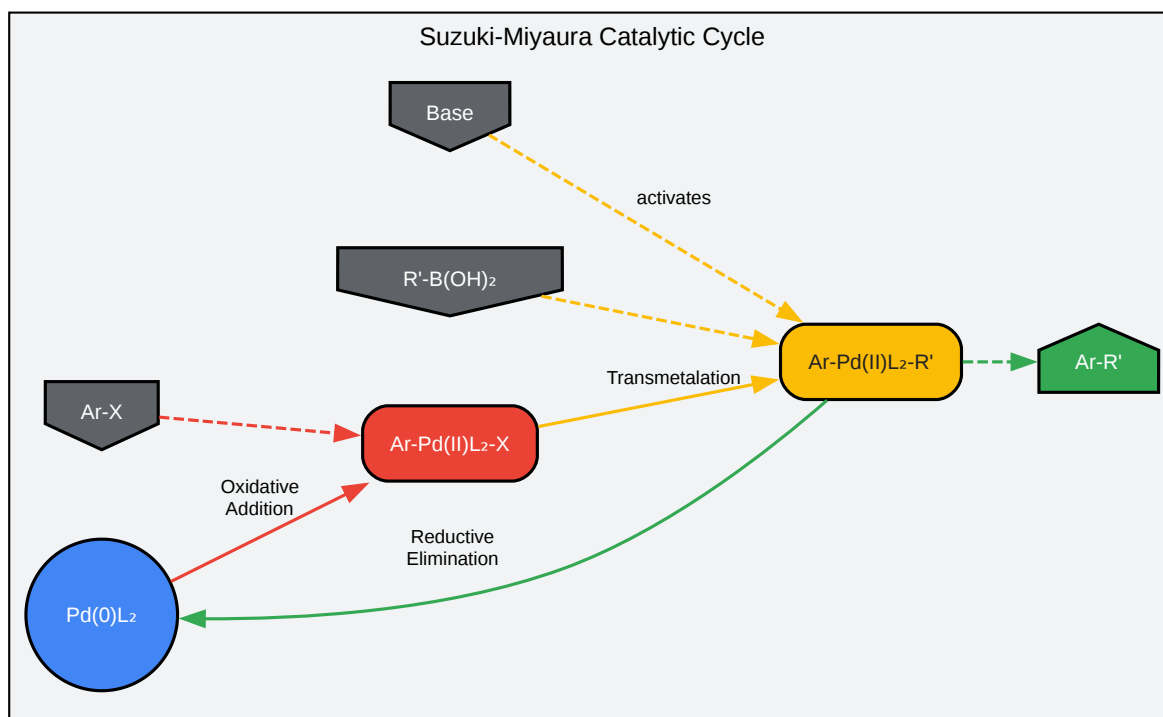 Suzuki-Miyaura Catalytic Cycle
Base
activates
R'-B(OH)₂
Ar-Pd(II)L₂-R'
Ar-R'
Transmetalation
Ar-X
Ar-Pd(II)L₂-X
Oxidative
Addition
Reductive
Elimination
Pd(0)L₂